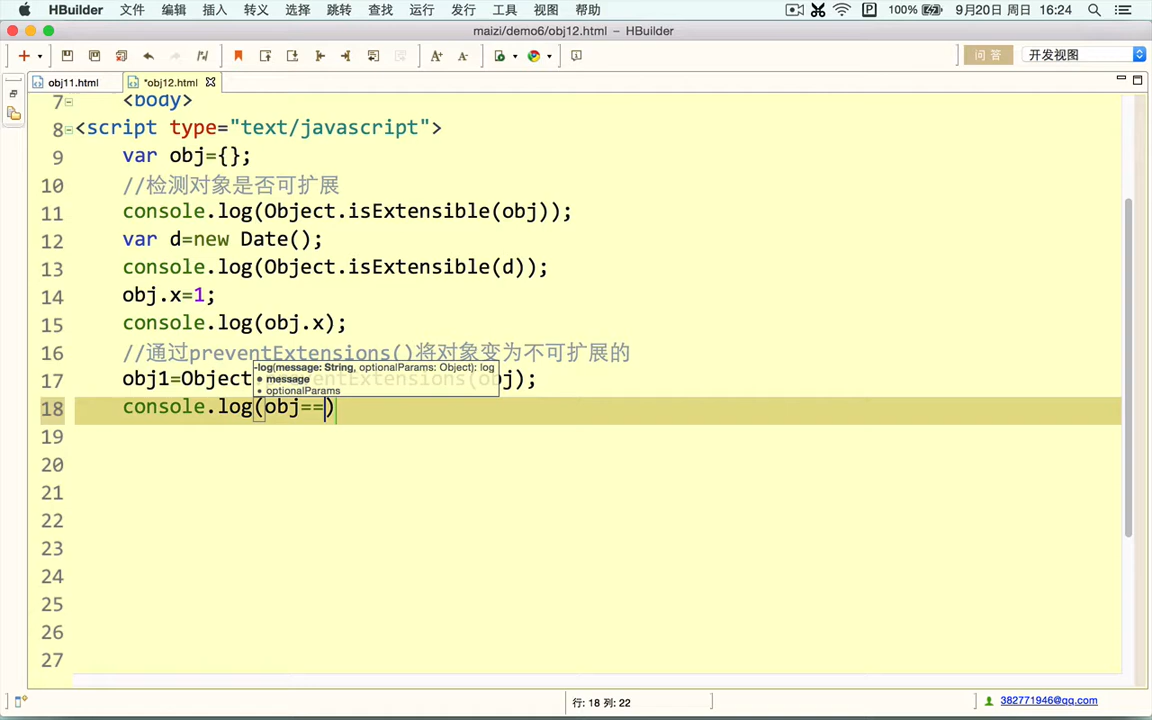 HBuilder 文件 编辑 插入 转义 选择 跳转 查找 运行 发行 工具 视图 帮助 100% 9月20日 周日 16:24
maizi/demo6/obj12.html – HBuilder
问 答 开发视图
obj11.html *obj12.html
7 <body>
8 <script type="text/javascript">
9 var obj={};
10 //检测对象是否可扩展
11 console.log(Object.isExtensible(obj));
12 var d=new Date();
13 console.log(Object.isExtensible(d));
14 obj.x=1;
15 console.log(obj.x);
16 //通过preventExtensions()将对象变为不可扩展的
-log(message: String, optionalParams: Object): log
17 obj1=Object entExtensions(obj);
• message
• optionalParams
18 console.log(obj==)
19
20
21
22
23
24
25
26
27
行: 18 列: 22
382771946@qq.com